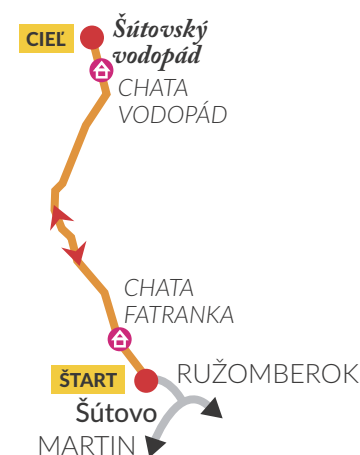 CIEĽ
Šútovský
vodopád
CHATA
VODOPÁD
CHATA
FATRANKA
ŠTART
RUŽOMBEROK
Šútovo
MARTIN